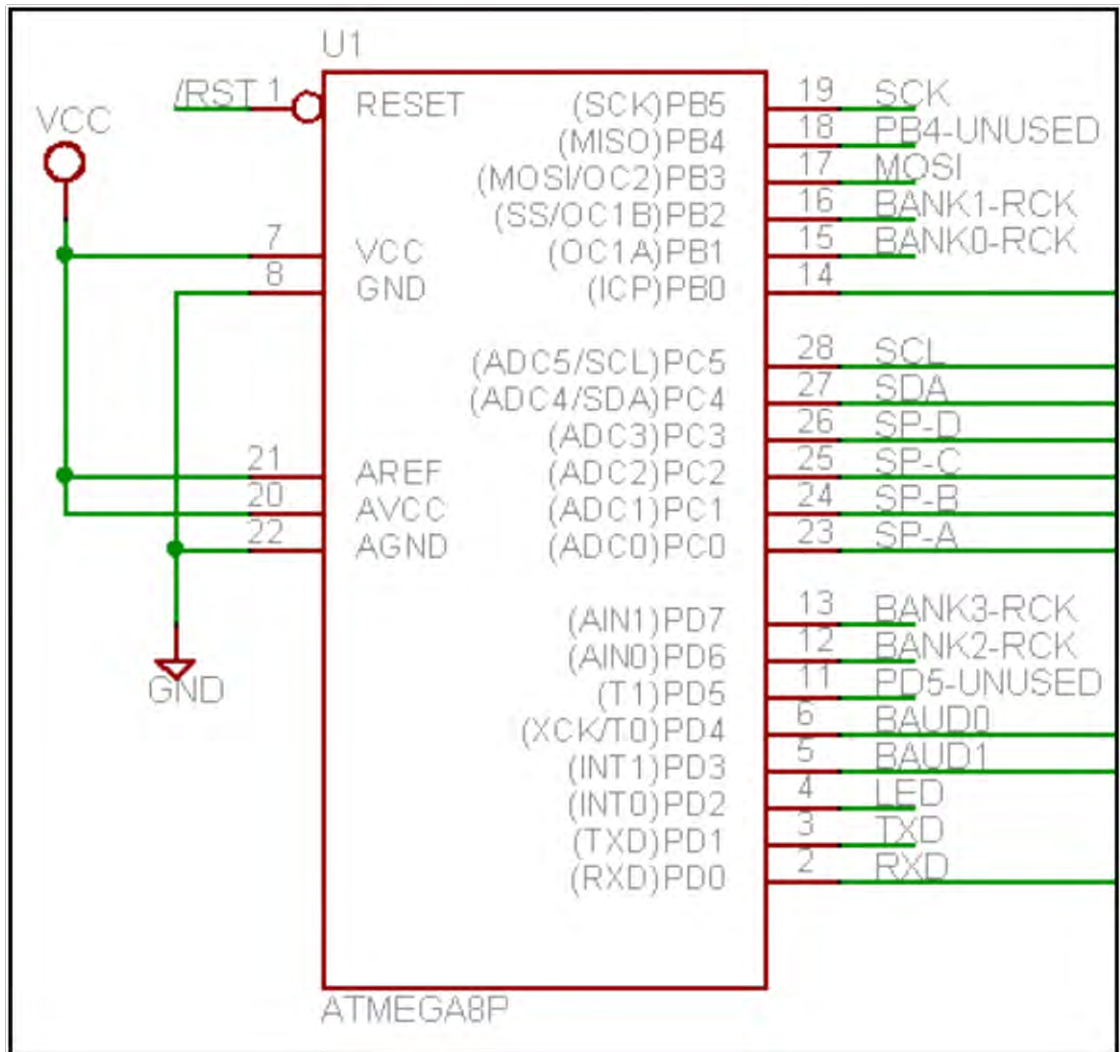 U1
/RST 1 RESET (SCK)PB5 19 SCK
VCC (MISO)PB4 18 PB4-UNUSED
(MOSI/OC2)PB3 17 MOSI
(SS/OC1B)PB2 16 BANK1-RCK
7 VCC (OC1A)PB1 15 BANK0-RCK
8 GND (ICP)PB0 14
(ADC5/SCL)PC5 28 SCL
(ADC4/SDA)PC4 27 SDA
(ADC3)PC3 26 SP-D
21 AREF (ADC2)PC2 25 SP-C
20 AVCC (ADC1)PC1 24 SP-B
22 AGND (ADC0)PC0 23 SP-A
(AIN1)PD7 13 BANK3-RCK
(AIN0)PD6 12 BANK2-RCK
GND (T1)PD5 11 PD5-UNUSED
(XCK/T0)PD4 6 BAUD0
(INT1)PD3 5 BAUD1
(INT0)PD2 4 LED
(TXD)PD1 3 TXD
(RXD)PD0 2 RXD
ATMEGA8P